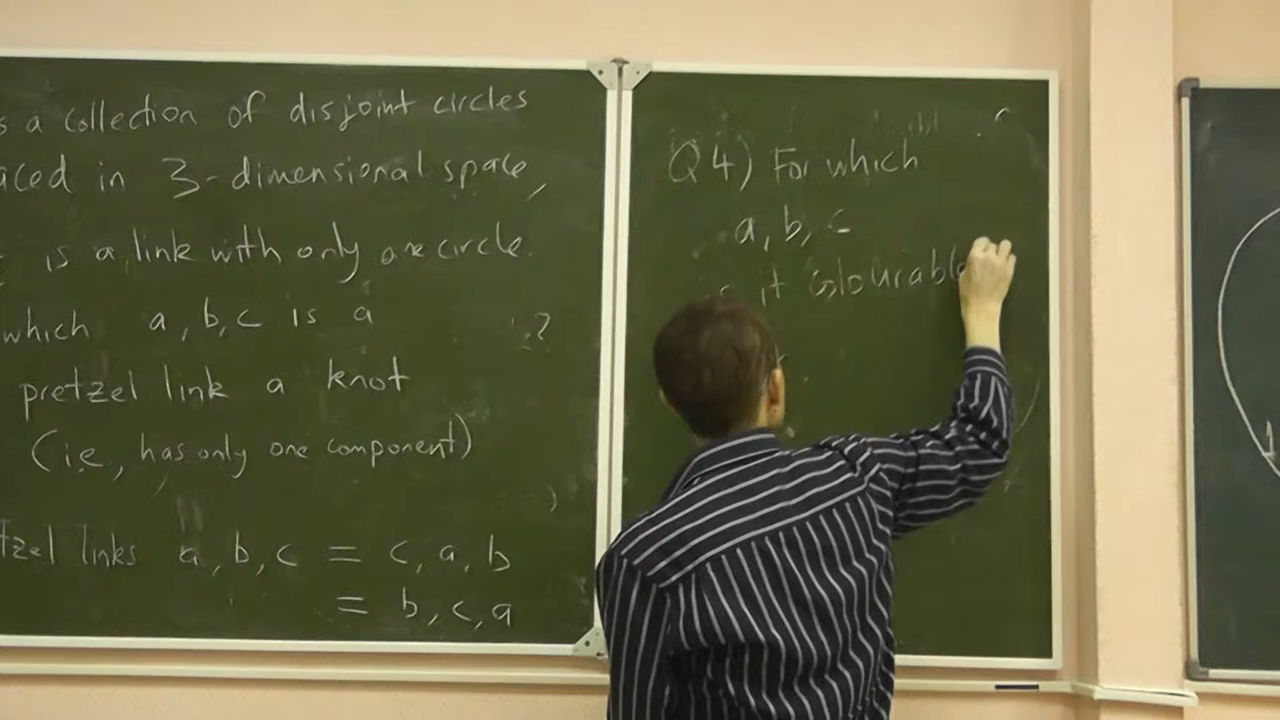 s a collection of disjoint circles
aced in 3-dimensional space,
is a link with only one circle.
which a, b, c is a ?
pretzel link a knot
(i.e., has only one component)
tzel links a, b, c = c, a, b
= b, c, a
Q4) For which
a, b, c
it colourable